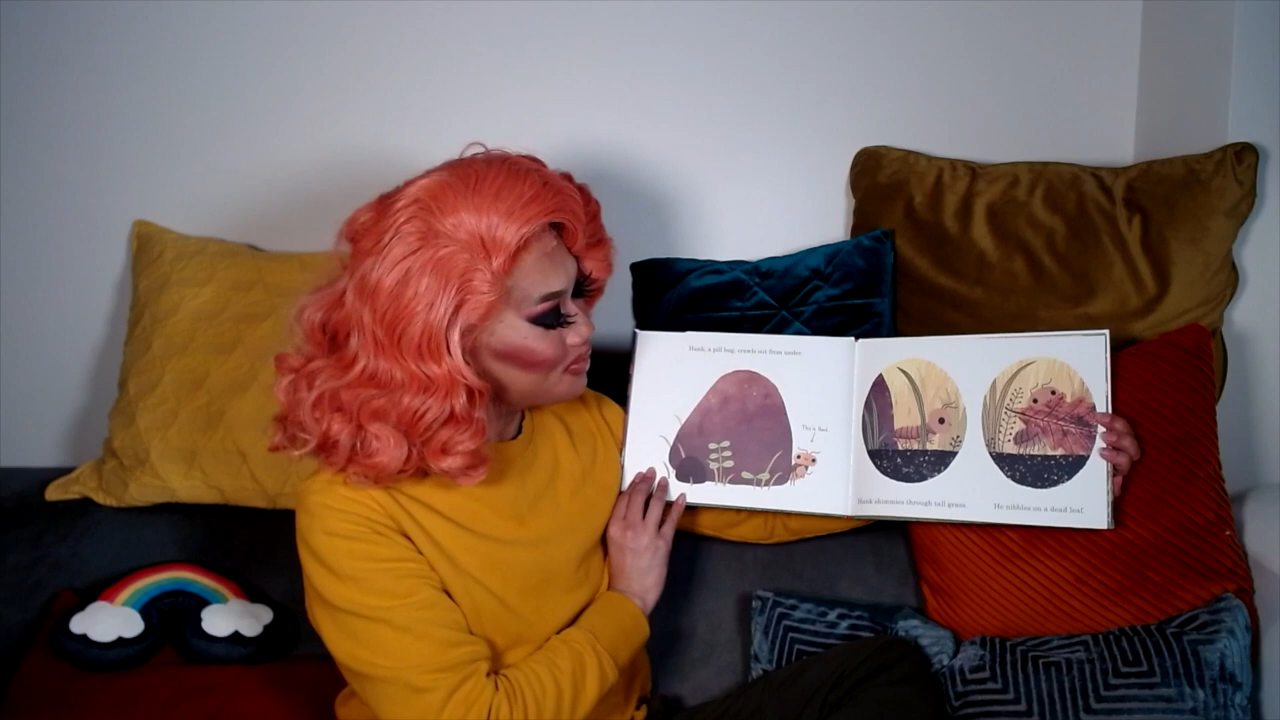 Hank, a pill bug, crawls out from under.
This is Hank.
Hank shimmies through tall grass.
He nibbles on a dead leaf.